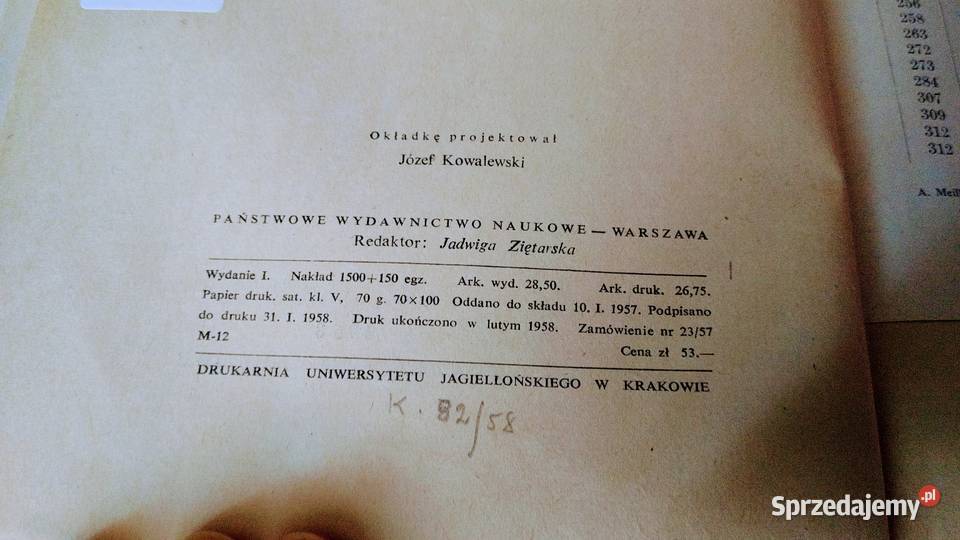 Okładkę projektował
Józef Kowalewski
PAŃSTWOWE WYDAWNICTWO NAUKOWE — WARSZAWA
Redaktor: Jadwiga Ziętarska
Wydanie I. Nakład 1500+150 egz. Ark. wyd. 28,50. Ark. druk. 26,75.
Papier druk. sat. kl. V, 70 g. 70×100 Oddano do składu 10. I. 1957. Podpisano
do druku 31. I. 1958. Druk ukończono w lutym 1958. Zamówienie nr 23/57
M-12 Cena zł 53.—
DRUKARNIA UNIWERSYTETU JAGIELLOŃSKIEGO W KRAKOWIE
K. 82/58
256
258
263
272
273
284
307
309
312
312
A. Meil
Sprzedajemy.pl